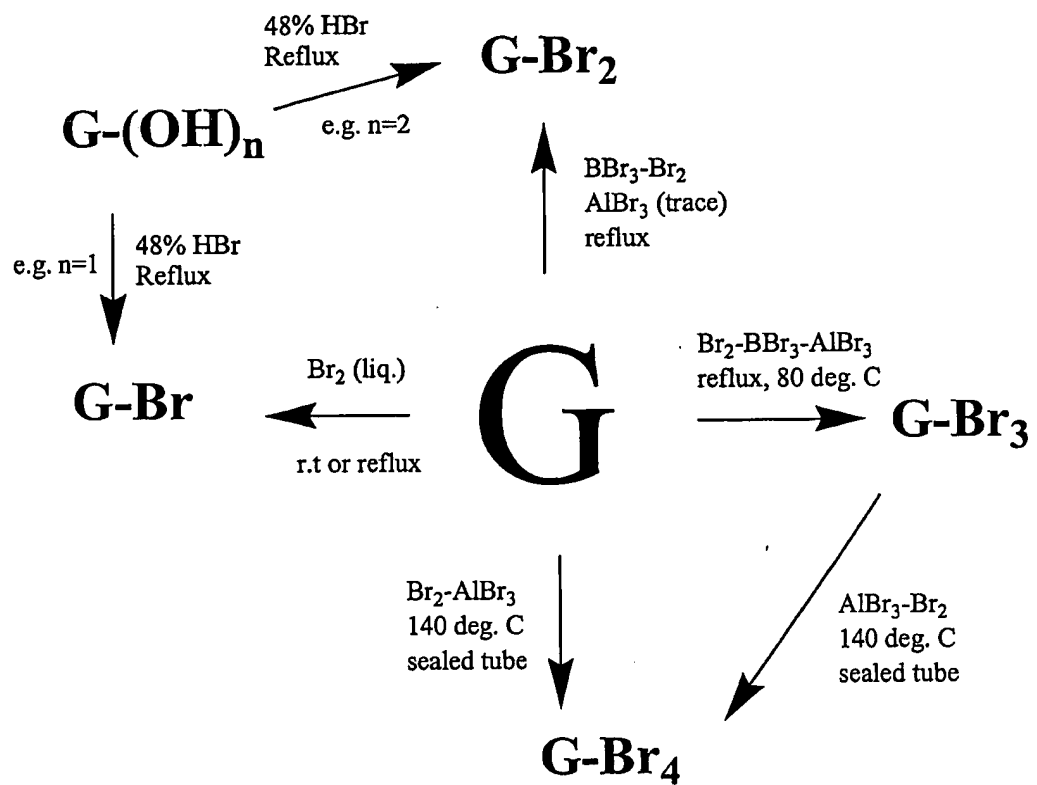 48% HBr
Reflux
G-Br₂
G-(OH)ₙ
e.g. n=2
BBr₃-Br₂
AlBr₃ (trace)
reflux
e.g. n=1
48% HBr
Reflux
Br₂ (liq.)
G-Br
r.t or reflux
G
Br₂-BBr₃-AlBr₃
reflux, 80 deg. C
G-Br₃
Br₂-AlBr₃
140 deg. C
sealed tube
AlBr₃-Br₂
140 deg. C
sealed tube
G-Br₄